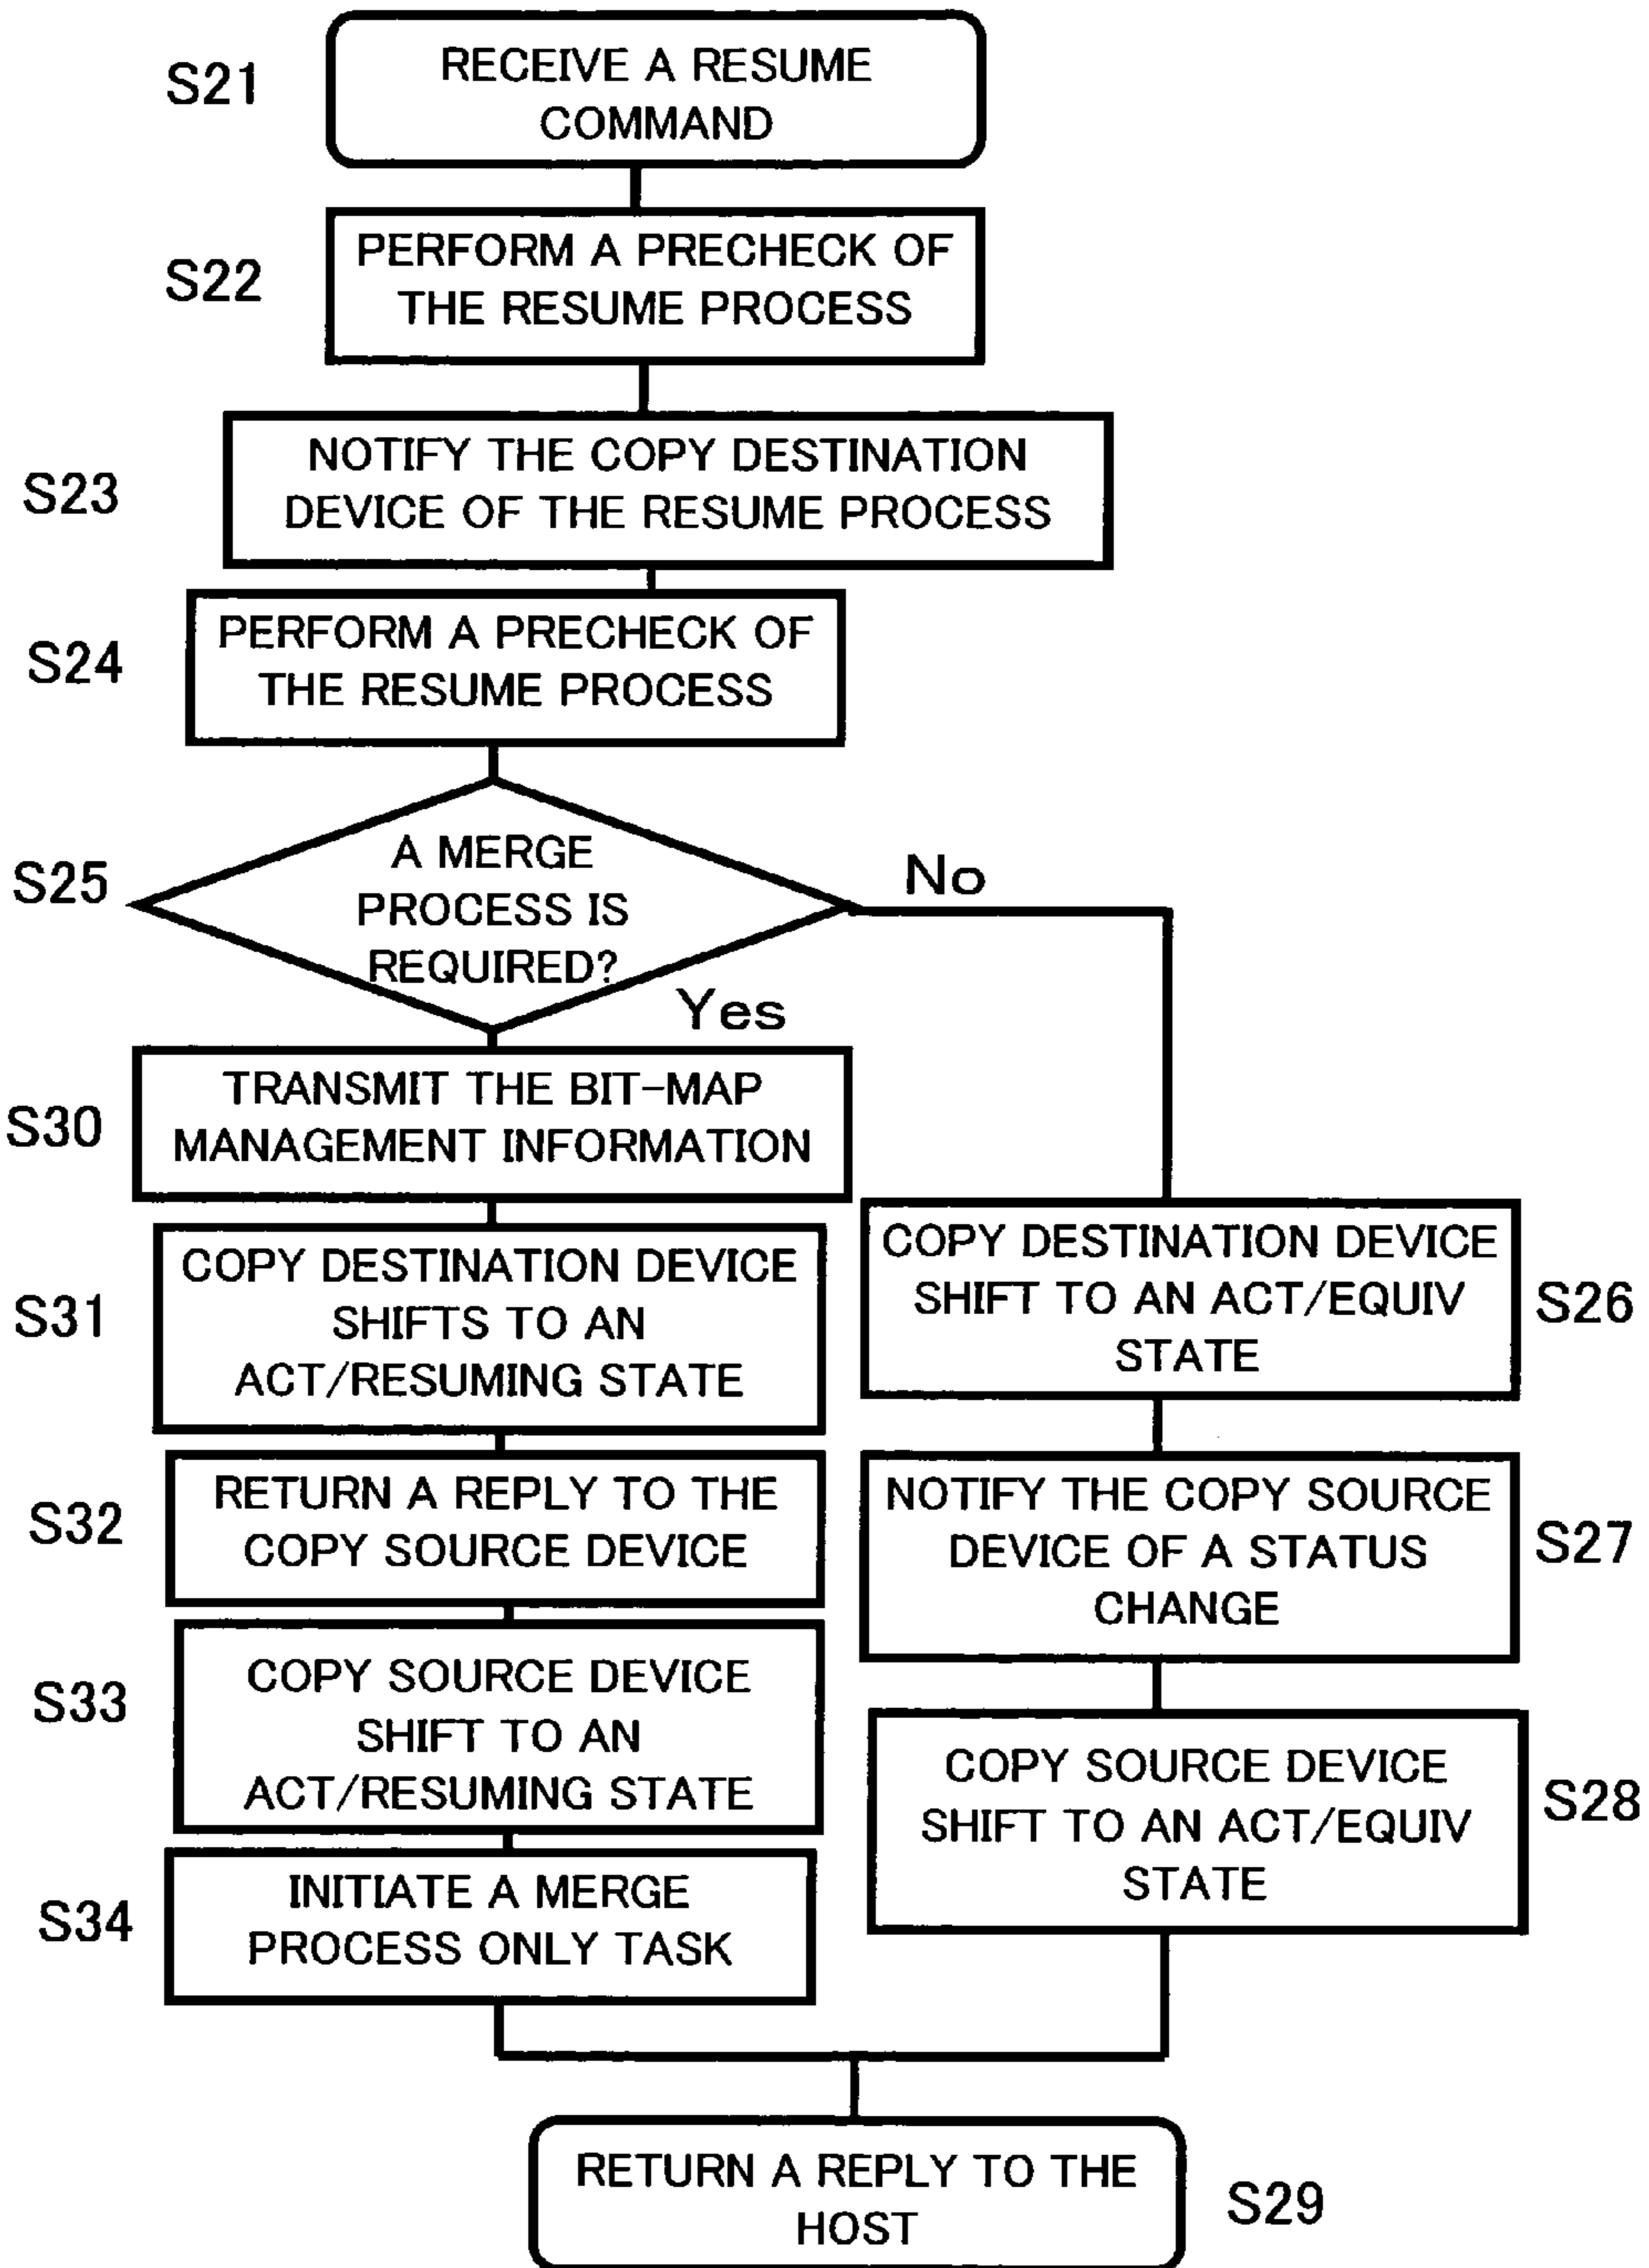 S21
RECEIVE A RESUME
COMMAND
S22
PERFORM A PRECHECK OF
THE RESUME PROCESS
S23
NOTIFY THE COPY DESTINATION
DEVICE OF THE RESUME PROCESS
S24
PERFORM A PRECHECK OF
THE RESUME PROCESS
S25
A MERGE
PROCESS IS
REQUIRED?
No
Yes
S30
TRANSMIT THE BIT-MAP
MANAGEMENT INFORMATION
S31
COPY DESTINATION DEVICE
SHIFTS TO AN
ACT/RESUMING STATE
S32
RETURN A REPLY TO THE
COPY SOURCE DEVICE
S33
COPY SOURCE DEVICE
SHIFT TO AN
ACT/RESUMING STATE
S34
INITIATE A MERGE
PROCESS ONLY TASK
COPY DESTINATION DEVICE
SHIFT TO AN ACT/EQUIV
STATE
S26
NOTIFY THE COPY SOURCE
DEVICE OF A STATUS
CHANGE
S27
COPY SOURCE DEVICE
SHIFT TO AN ACT/EQUIV
STATE
S28
RETURN A REPLY TO THE
HOST
S29